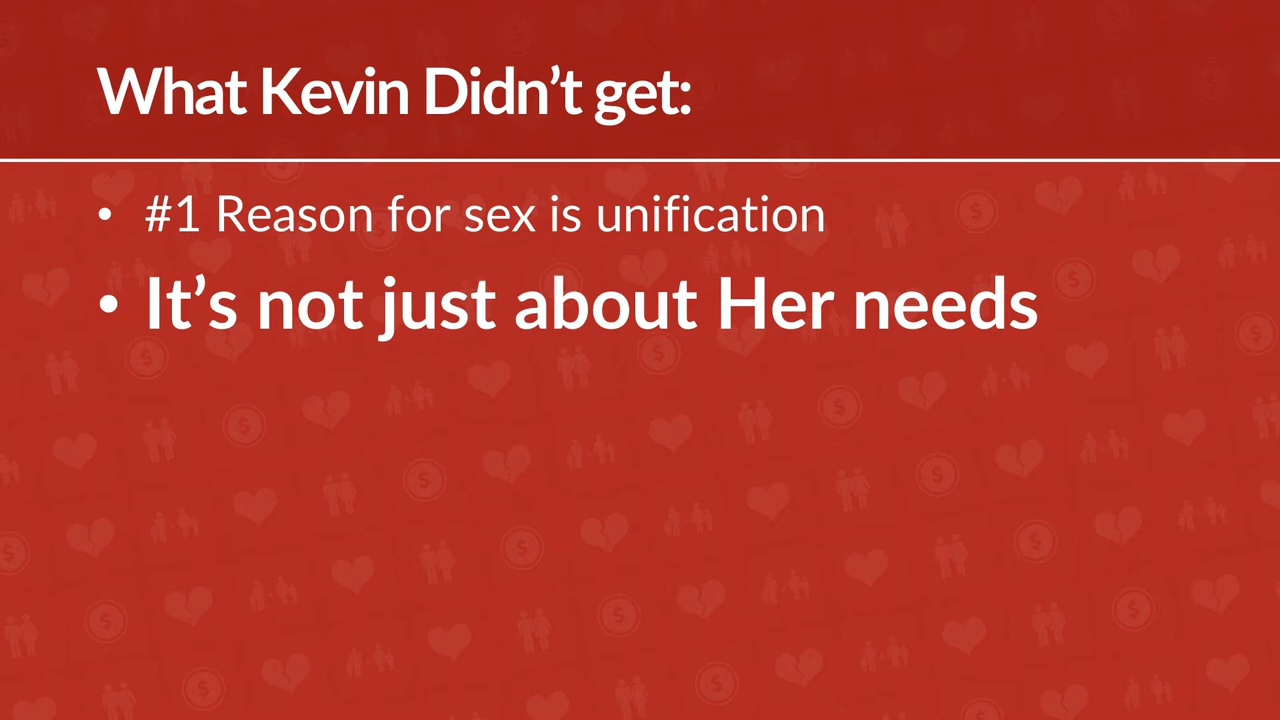 What Kevin Didn’t get:
• #1 Reason for sex is unification
• It’s not just about Her needs